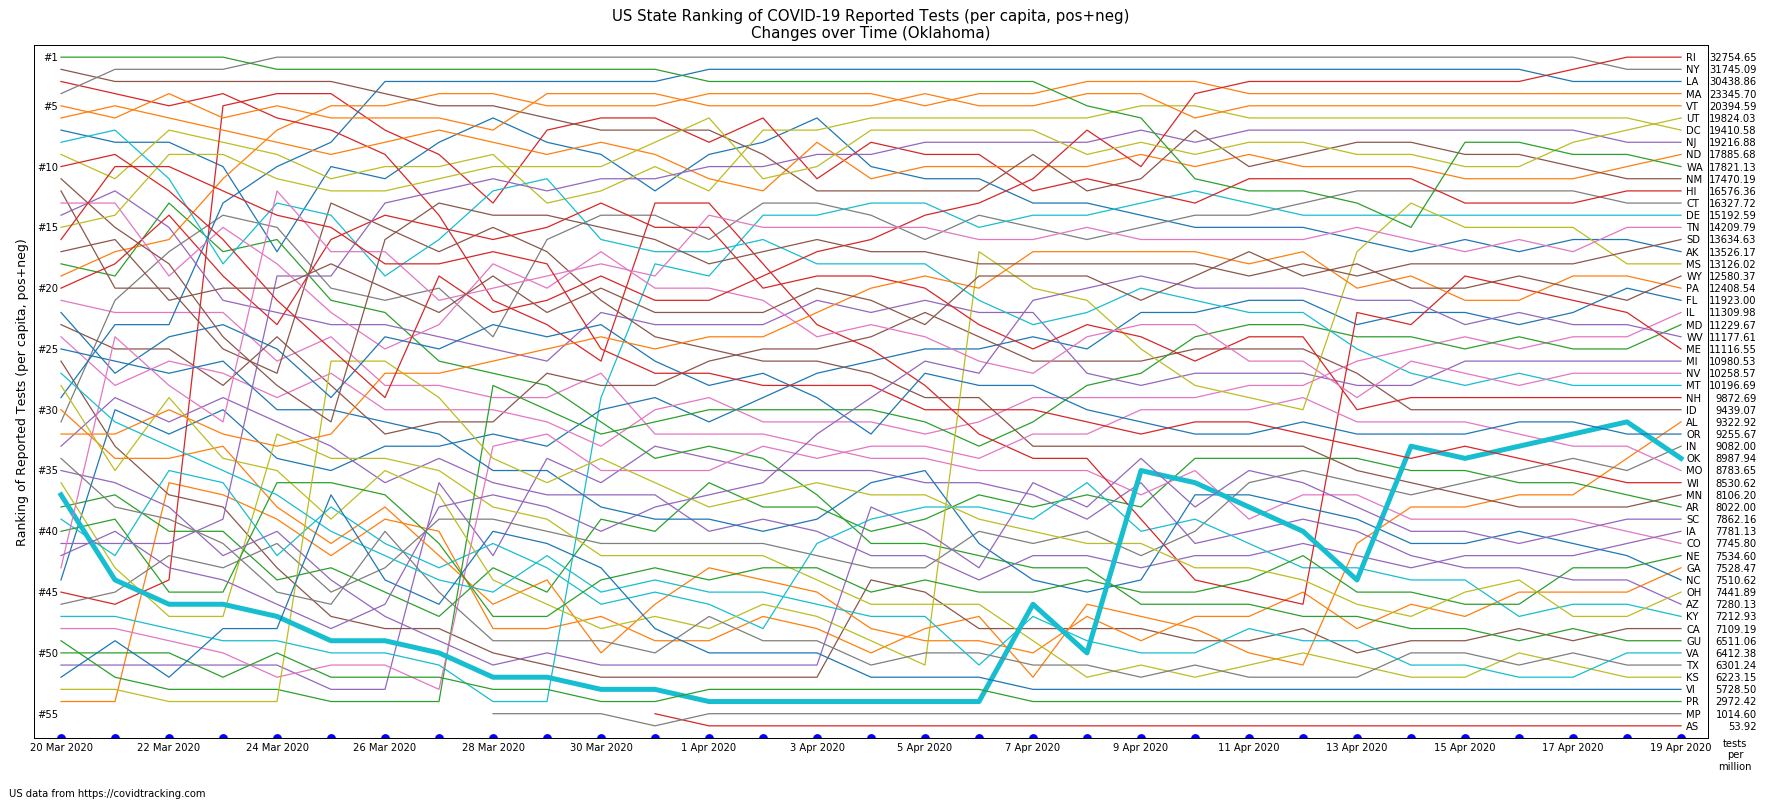 US State Ranking of COVID-19 Reported Tests (per capita, pos+neg)
Changes over Time (Oklahoma)
Ranking of Reported Tests (per capita, pos+neg)
#1
#5
#10
#15
#20
#25
#30
#35
#40
#45
#50
#55
RI 32754.65
NY 31745.09
LA 30438.86
MA 23345.70
VT 20394.59
UT 19824.03
DC 19410.58
NJ 19216.88
ND 17885.68
WA 17821.13
NM 17470.19
HI 16576.36
CT 16327.72
DE 15192.59
TN 14209.79
SD 13634.63
AK 13526.17
MS 13126.02
WY 12580.37
PA 12408.54
FL 11923.00
IL 11309.98
MD 11229.67
WV 11177.61
ME 11116.55
MI 10980.53
NV 10258.57
MT 10196.69
NH 9872.69
ID 9439.07
AL 9322.92
OR 9255.67
IN 9082.00
OK 8987.94
MO 8783.65
WI 8530.62
MN 8106.20
AR 8022.00
SC 7862.16
IA 7781.13
CO 7745.80
NE 7534.60
GA 7528.47
NC 7510.62
OH 7441.89
AZ 7280.13
KY 7212.93
CA 7109.19
GU 6511.06
VA 6412.38
TX 6301.24
KS 6223.15
VI 5728.50
PR 2972.42
MP 1014.60
AS 53.92
20 Mar 2020 22 Mar 2020 24 Mar 2020 26 Mar 2020 28 Mar 2020 30 Mar 2020 1 Apr 2020 3 Apr 2020 5 Apr 2020 7 Apr 2020 9 Apr 2020 11 Apr 2020 13 Apr 2020 15 Apr 2020 17 Apr 2020 19 Apr 2020
tests
per
million
US data from https://covidtracking.com